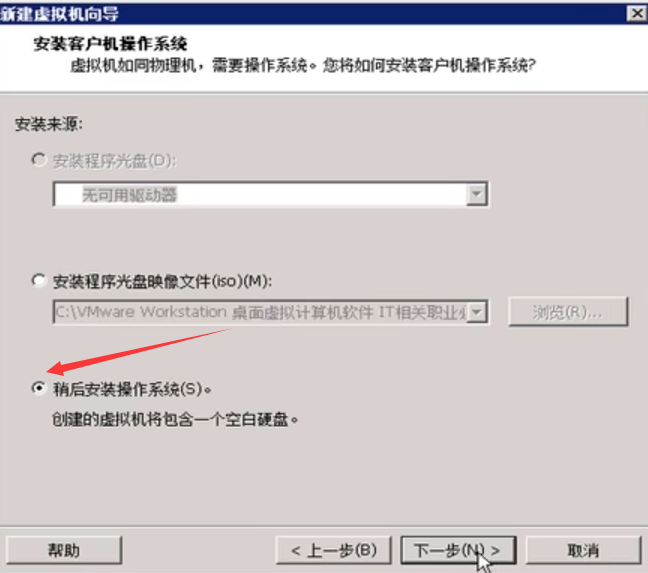 新建虚拟机向导
安装客户机操作系统
虚拟机如同物理机，需要操作系统。您将如何安装客户机操作系统?
安装来源:
安装程序光盘(D):
无可用驱动器
安装程序光盘映像文件(iso)(M):
C:\VMware Workstation 桌面虚拟计算机软件 IT相关职业
浏览(R)...
稍后安装操作系统(S)。
创建的虚拟机将包含一个空白硬盘。
帮助
< 上一步(B)
下一步(N) >
取消